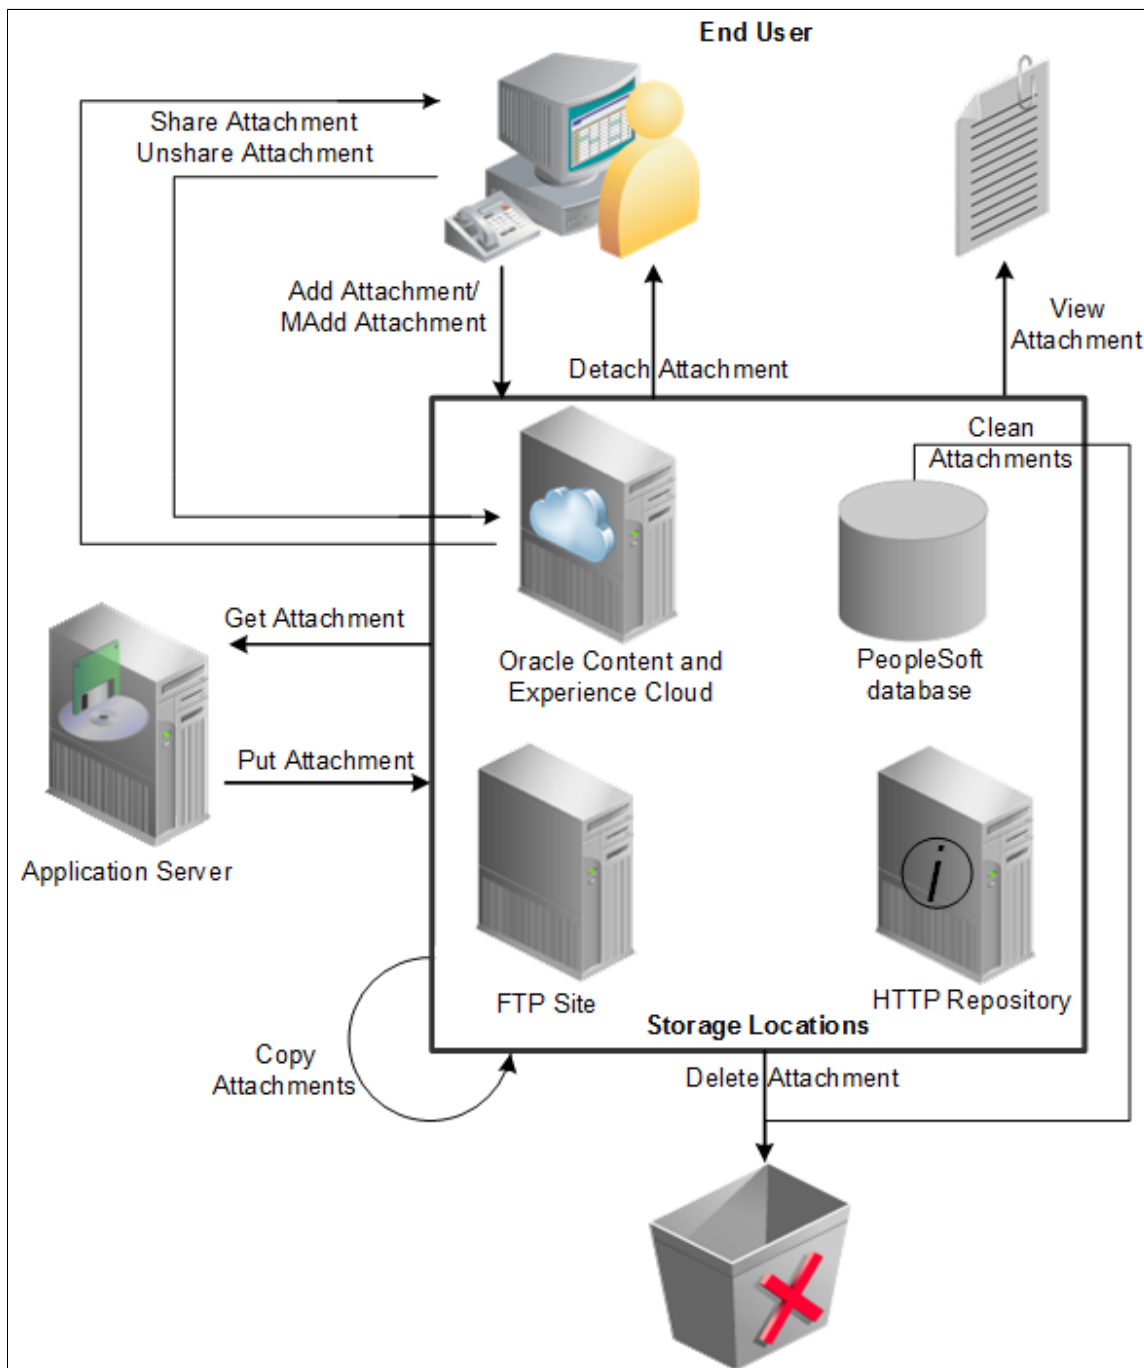 End User
Share Attachment
Unshare Attachment
Add Attachment/
MAdd Attachment
Detach Attachment
View
Attachment
Clean
Attachments
Get Attachment
Oracle Content and
Experience Cloud
PeopleSoft
database
Put Attachment
Application Server
i
FTP Site
HTTP Repository
Storage Locations
Copy
Attachments
Delete Attachment